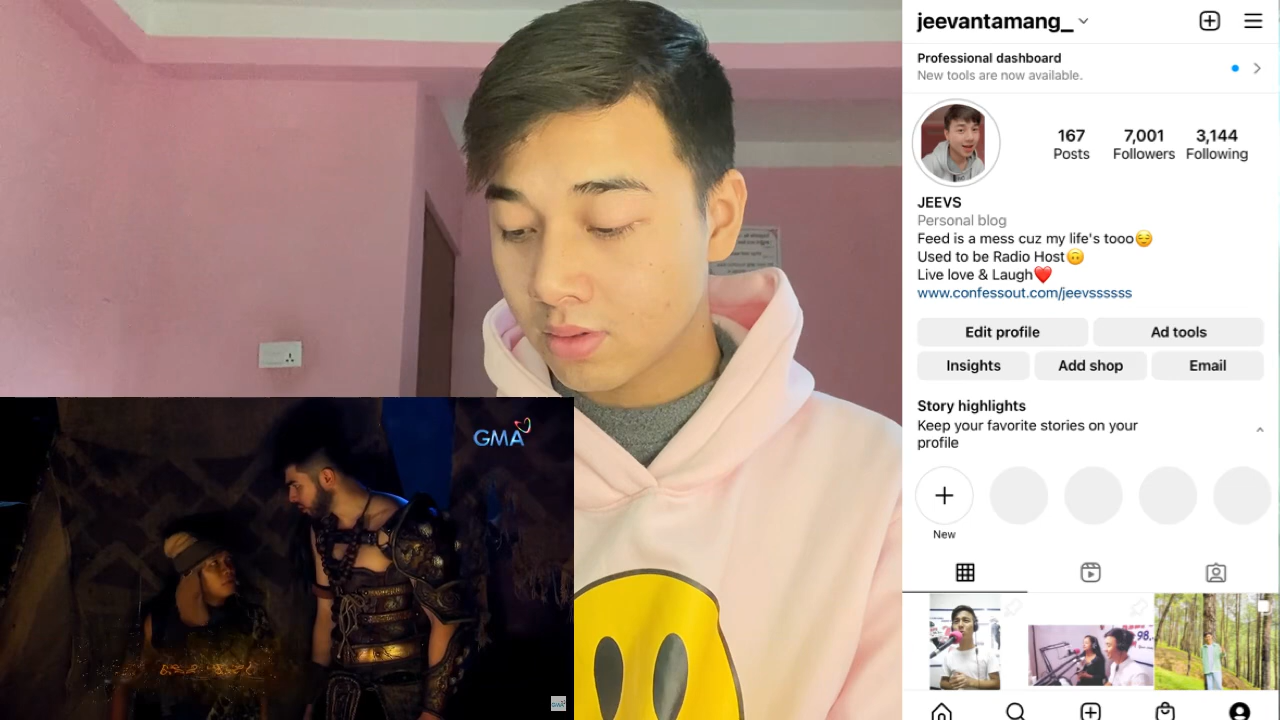 jeevantamang_
Professional dashboard
New tools are now available.
167
Posts
7,001
Followers
3,144
Following
JEEVS
Personal blog
Feed is a mess cuz my life's tooo😌
Used to be Radio Host🙃
Live love & Laugh❤️
www.confessout.com/jeevssssss
Edit profile
Ad tools
Insights
Add shop
Email
Story highlights
Keep your favorite stories on your
profile
New
98.
GMA